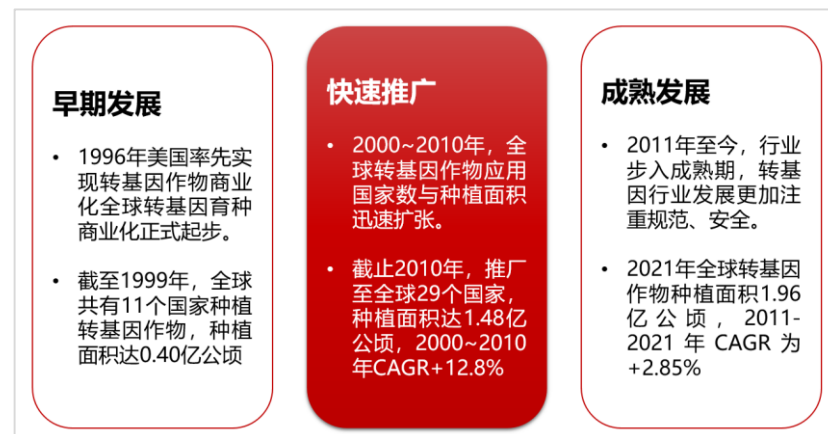 早期发展
• 1996年美国率先实
现转基因作物商业
化全球转基因育种
商业化正式起步。
• 截至1999年，全球
共有11个国家种植
转基因作物，种植
面积达0.40亿公顷
快速推广
• 2000~2010年，全
球转基因作物应用
国家数与种植面积
迅速扩张。
• 截止2010年，推厂
至全球29个国家，
种植面积达1.48亿
公顷，2000~2010
年CAGR+12.8%
成熟发展
• 2011年至今，行业
步入成熟期，转基
因行业发展更加注
重规范、安全。
• 2021年全球转基因
作物种植面积1.96
亿公顷，2011-
2021年CAGR为
+2.85%